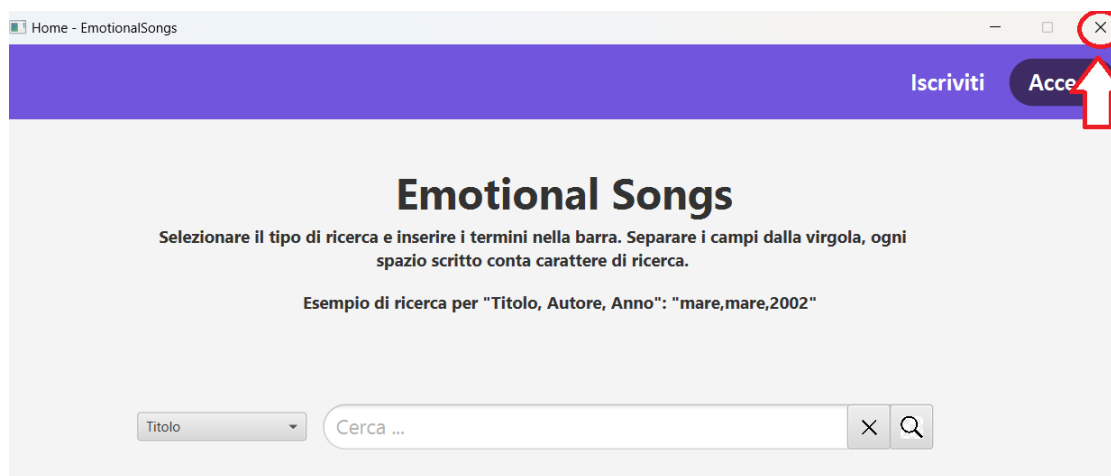 Home - EmotionalSongs
Iscriviti
Emotional Songs
Selezionare il tipo di ricerca e inserire i termini nella barra. Separare i campi dalla virgola, ogni
spazio scritto conta carattere di ricerca.
Esempio di ricerca per "Titolo, Autore, Anno": "mare,mare,2002"
Titolo
Cerca ...